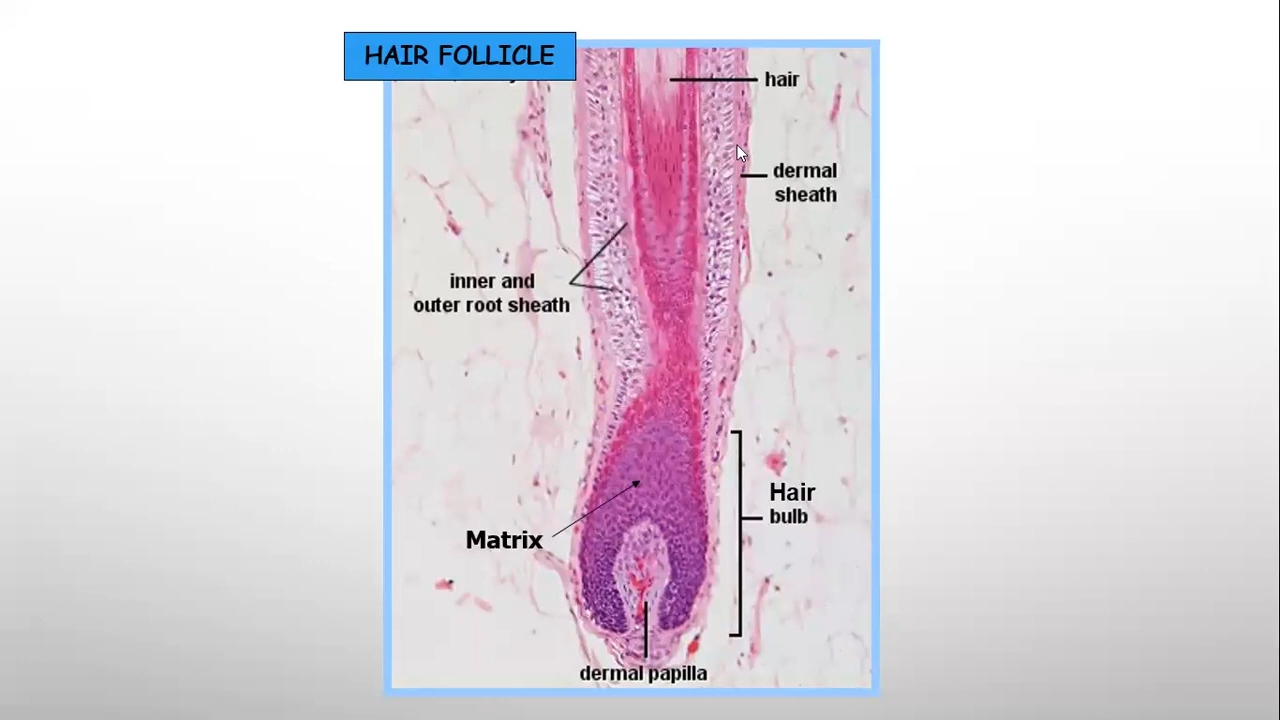 HAIR FOLLICLE
hair
dermal
sheath
inner and
outer root sheath
Hair
bulb
Matrix
dermal papilla